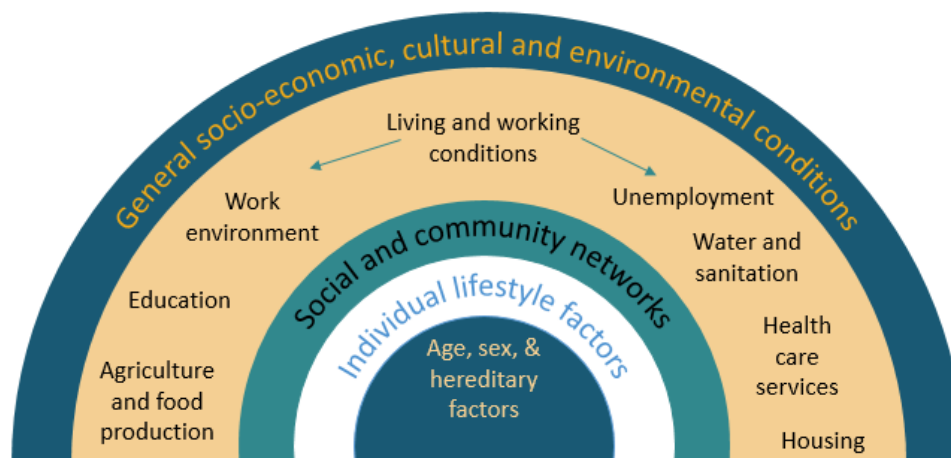 General socio-economic, cultural and environmental conditions
Living and working
conditions
Work
environment
Unemployment
Education
Water and
sanitation
Agriculture
and food
production
Health
care
services
Housing
Social and community networks
Individual lifestyle factors
Age, sex, &
hereditary
factors